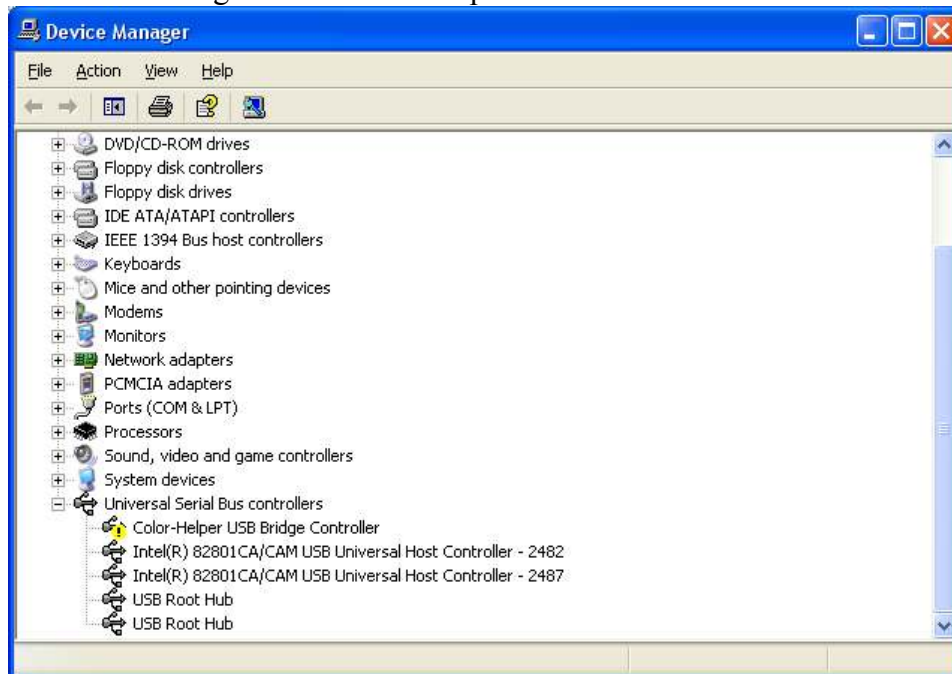 Device Manager
File Action View Help
DVD/CD-ROM drives
Floppy disk controllers
Floppy disk drives
IDE ATA/ATAPI controllers
IEEE 1394 Bus host controllers
Keyboards
Mice and other pointing devices
Modems
Monitors
Network adapters
PCMCIA adapters
Ports (COM & LPT)
Processors
Sound, video and game controllers
System devices
Universal Serial Bus controllers
Color-Helper USB Bridge Controller
Intel(R) 82801CA/CAM USB Universal Host Controller - 2482
Intel(R) 82801CA/CAM USB Universal Host Controller - 2487
USB Root Hub
USB Root Hub